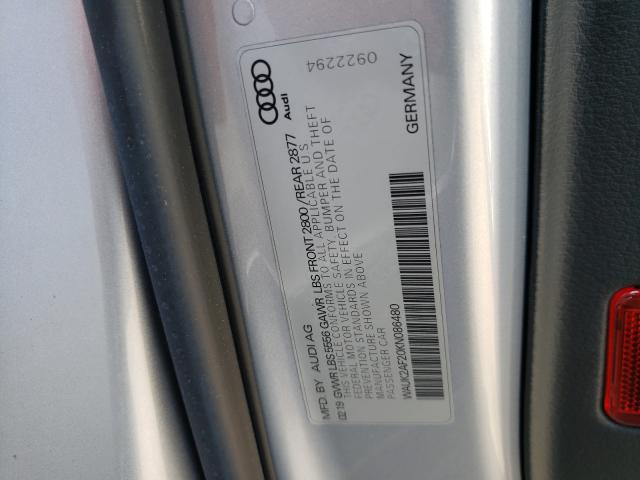 MFD. BY AUDI AG
02.19 GVWR LBS 5556 GAWR LBS FRONT 2800 / REAR 2877
THIS VEHICLE CONFORMS TO ALL APPLICABLE U.S.
FEDERAL MOTOR VEHICLE SAFETY, BUMPER AND THEFT
PREVENTION STANDARDS IN EFFECT ON THE DATE OF
MANUFACTURE SHOWN ABOVE
PASSENGER CAR
WAUK2AF20KN086480
Audi
0922294
GERMANY